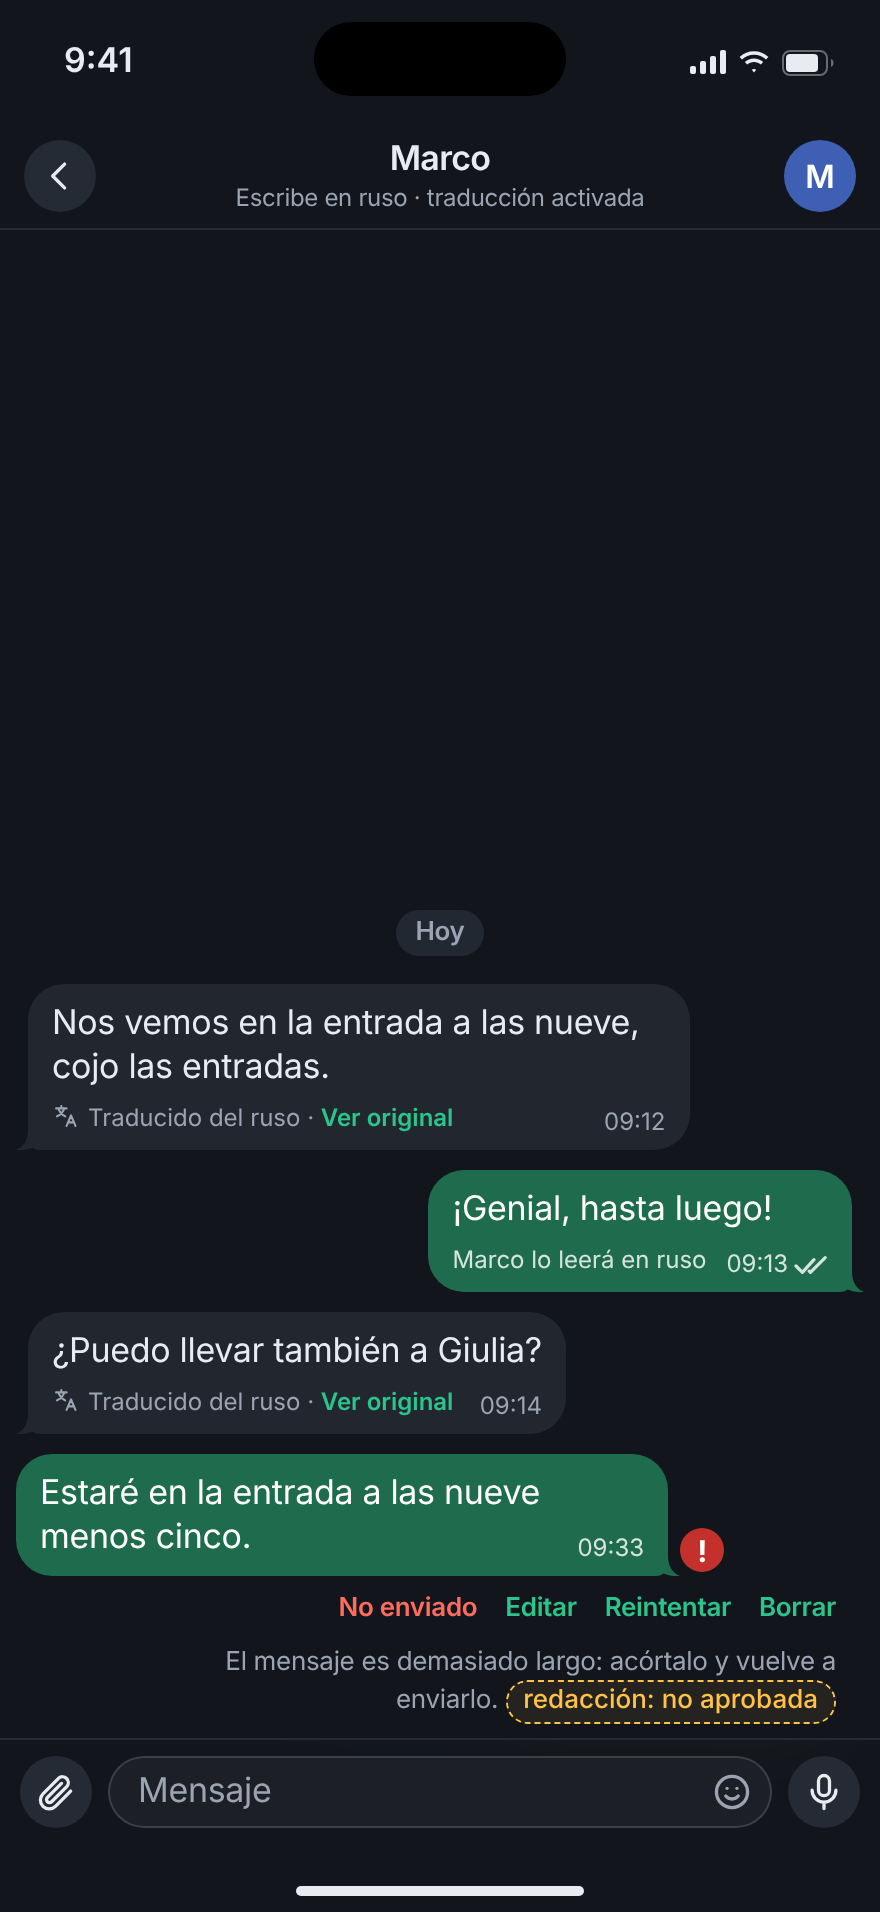 9:41
Marco
Escribe en ruso · traducción activada
M
Hoy
Nos vemos en la entrada a las nueve,
cojo las entradas.
Traducido del ruso · Ver original 09:12
¡Genial, hasta luego!
Marco lo leerá en ruso 09:13
¿Puedo llevar también a Giulia?
Traducido del ruso · Ver original 09:14
Estaré en la entrada a las nueve
menos cinco. 09:33
!
No enviado Editar Reintentar Borrar
El mensaje es demasiado largo: acórtalo y vuelve a
enviarlo. redacción: no aprobada
Mensaje